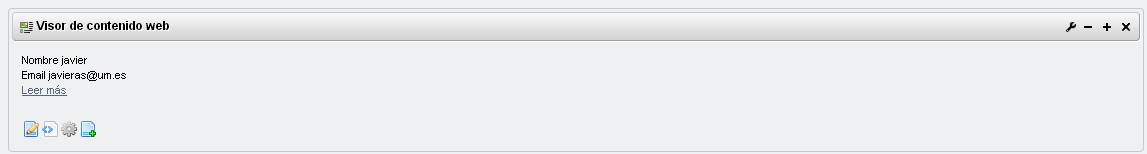 Visor de contenido web
Nombre javier
Email javieras@um.es
Leer más